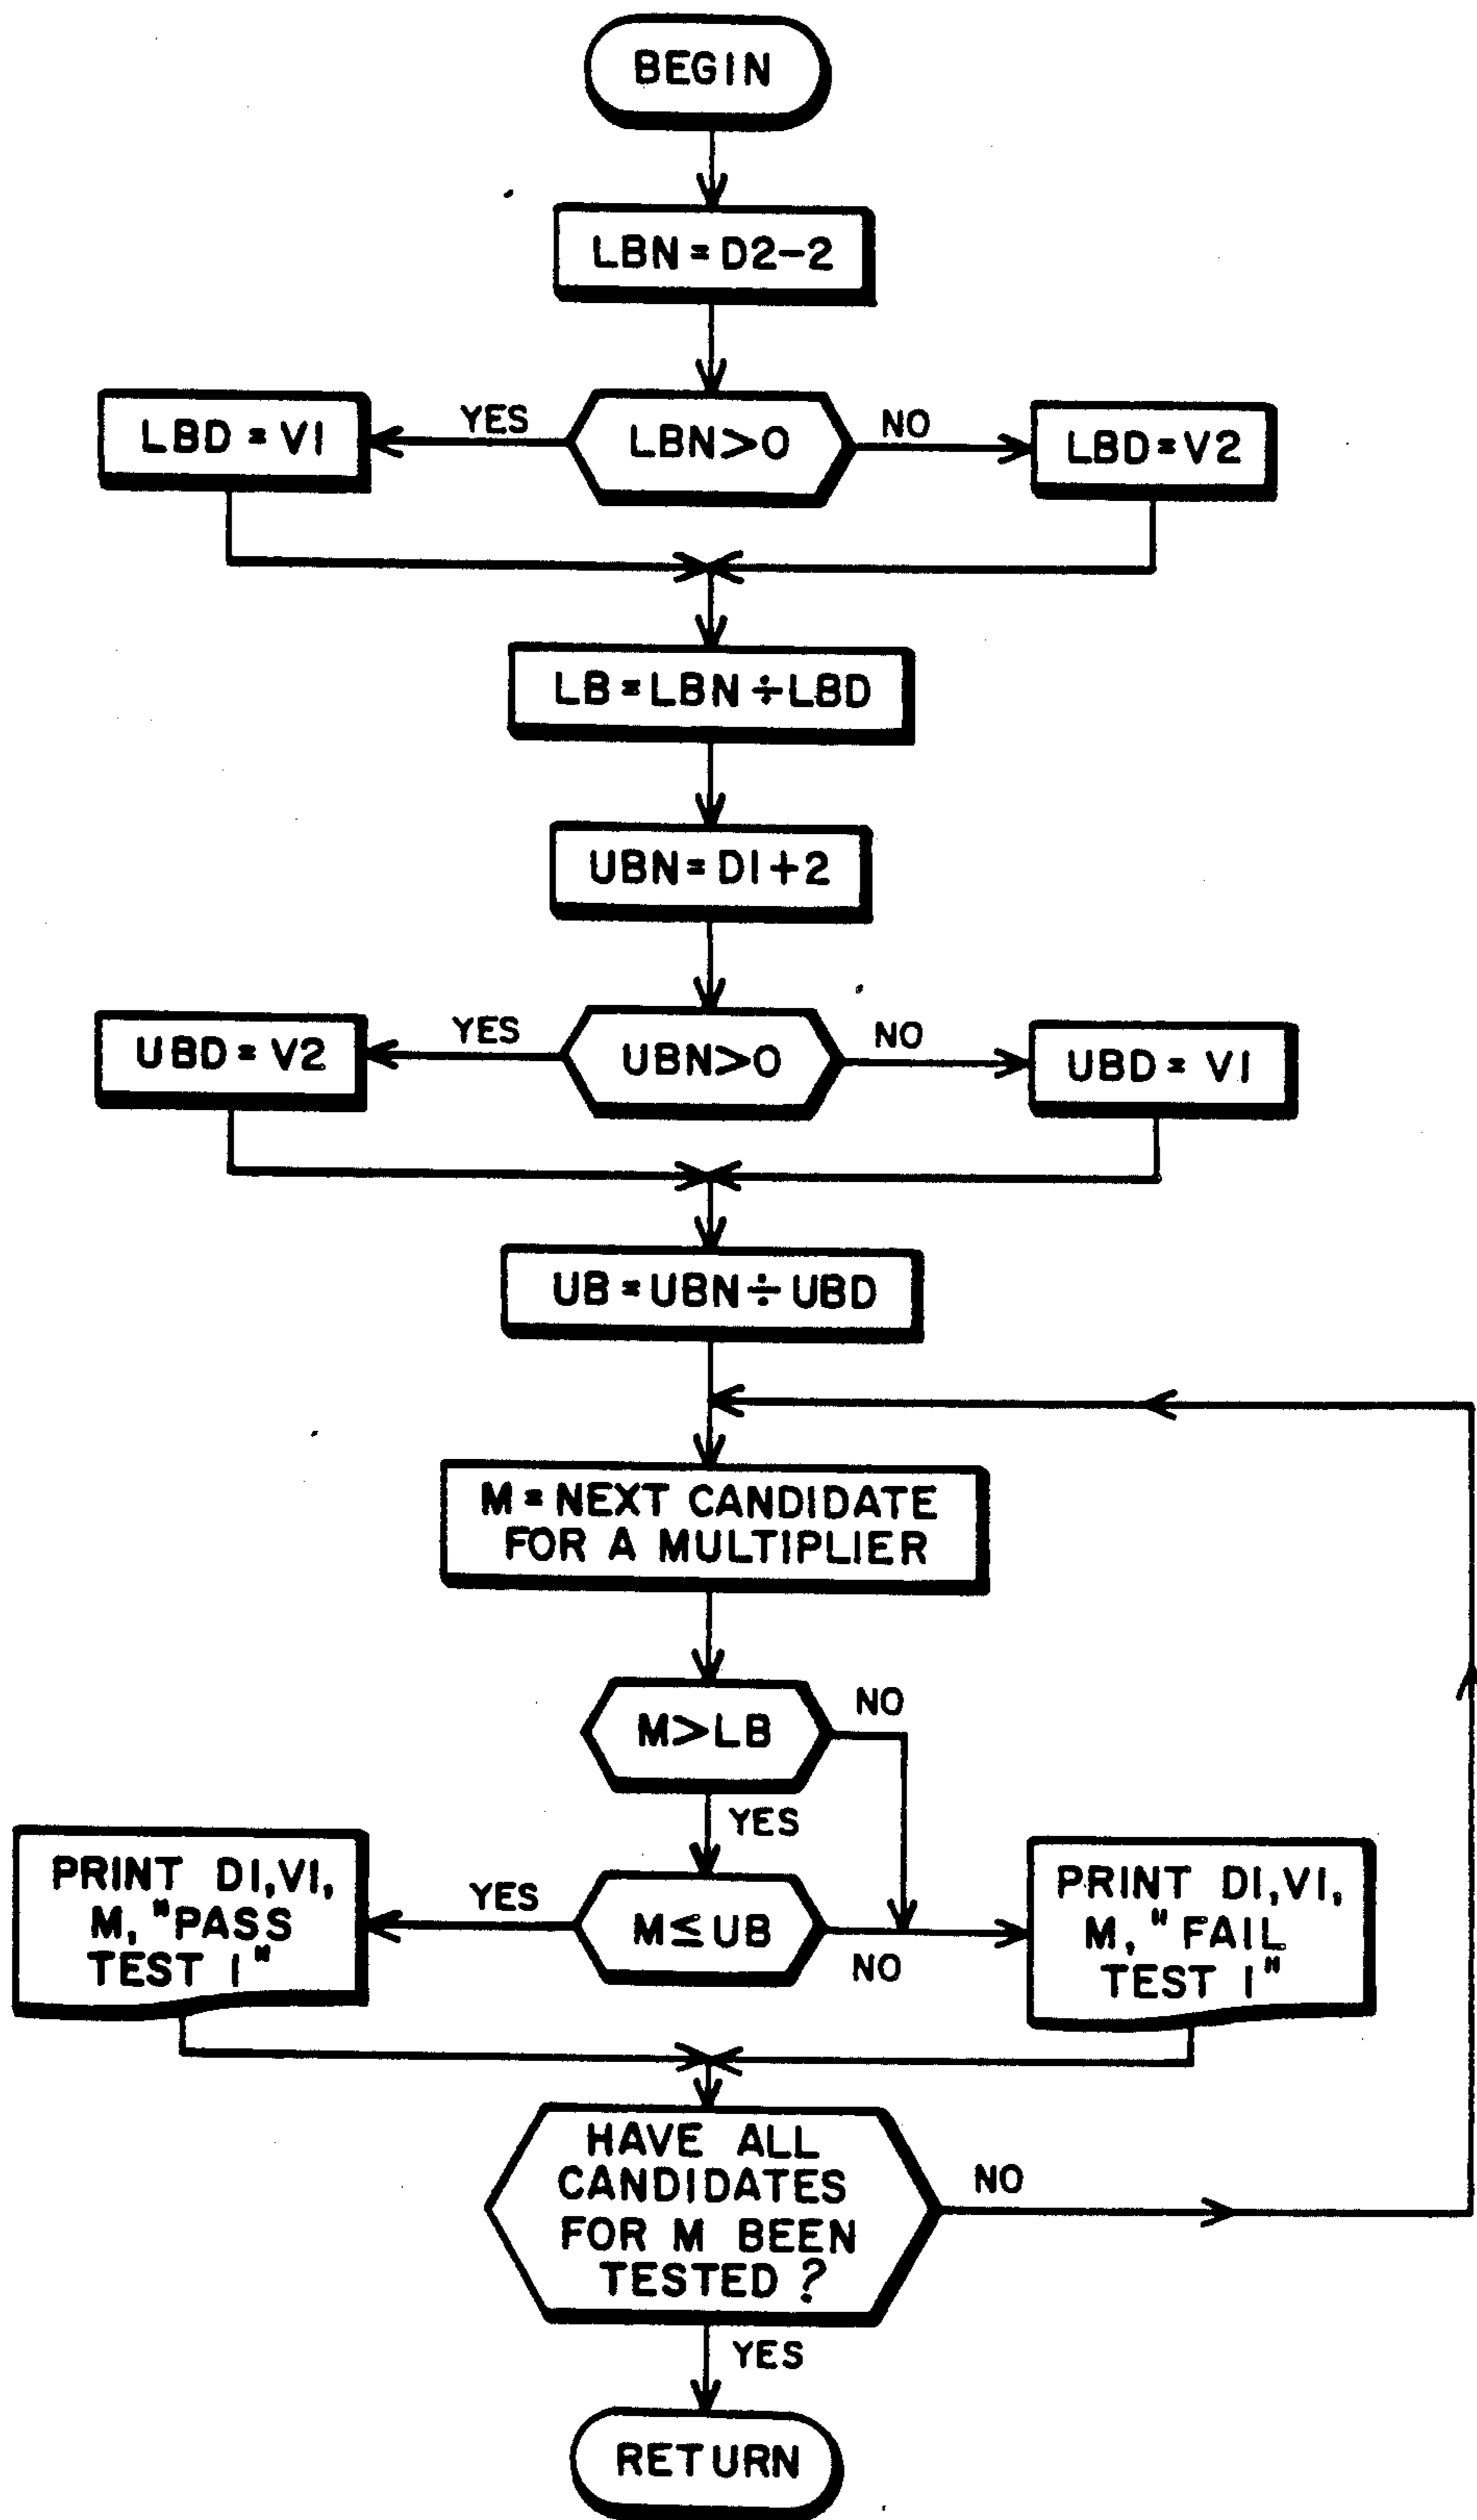 BEGIN
LBN=D2-2
LBN>0
YES
NO
LBD = V1
LBD=V2
LB=LBN÷LBD
UBN=D1+2
UBN>0
YES
NO
UBD = V2
UBD = V1
UB=UBN÷UBD
M=NEXT CANDIDATE
FOR A MULTIPLIER
M>LB
NO
YES
M≤UB
YES
NO
PRINT D1,V1,
M, "PASS
TEST 1"
PRINT D1,V1,
M, "FAIL
TEST 1"
HAVE ALL
CANDIDATES
FOR M BEEN
TESTED ?
NO
YES
RETURN